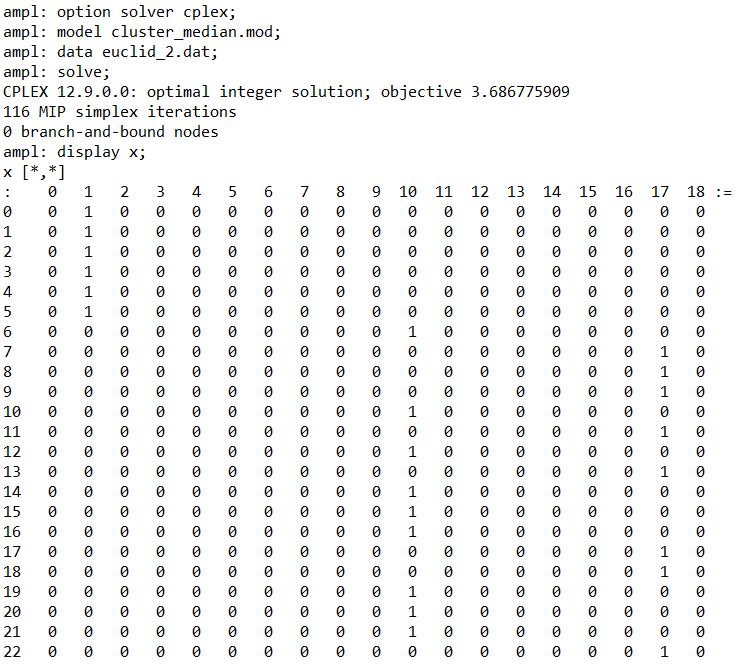 ampl: option solver cplex;
ampl: model cluster_median.mod;
ampl: data euclid_2.dat;
ampl: solve;
CPLEX 12.9.0.0: optimal integer solution; objective 3.686775909
116 MIP simplex iterations
0 branch-and-bound nodes
ampl: display x;
x [*,*]
:    0   1   2   3   4   5   6   7   8   9  10  11  12  13  14  15  16  17  18 :=
0    0   1   0   0   0   0   0   0   0   0   0   0   0   0   0   0   0   0   0
1    0   1   0   0   0   0   0   0   0   0   0   0   0   0   0   0   0   0   0
2    0   1   0   0   0   0   0   0   0   0   0   0   0   0   0   0   0   0   0
3    0   1   0   0   0   0   0   0   0   0   0   0   0   0   0   0   0   0   0
4    0   1   0   0   0   0   0   0   0   0   0   0   0   0   0   0   0   0   0
5    0   1   0   0   0   0   0   0   0   0   0   0   0   0   0   0   0   0   0
6    0   0   0   0   0   0   0   0   0   0   1   0   0   0   0   0   0   0   0
7    0   0   0   0   0   0   0   0   0   0   0   0   0   0   0   0   0   1   0
8    0   0   0   0   0   0   0   0   0   0   0   0   0   0   0   0   0   1   0
9    0   0   0   0   0   0   0   0   0   0   0   0   0   0   0   0   0   1   0
10   0   0   0   0   0   0   0   0   0   0   1   0   0   0   0   0   0   0   0
11   0   0   0   0   0   0   0   0   0   0   0   0   0   0   0   0   0   1   0
12   0   0   0   0   0   0   0   0   0   0   1   0   0   0   0   0   0   0   0
13   0   0   0   0   0   0   0   0   0   0   0   0   0   0   0   0   0   1   0
14   0   0   0   0   0   0   0   0   0   0   1   0   0   0   0   0   0   0   0
15   0   0   0   0   0   0   0   0   0   0   1   0   0   0   0   0   0   0   0
16   0   0   0   0   0   0   0   0   0   0   1   0   0   0   0   0   0   0   0
17   0   0   0   0   0   0   0   0   0   0   0   0   0   0   0   0   0   1   0
18   0   0   0   0   0   0   0   0   0   0   0   0   0   0   0   0   0   1   0
19   0   0   0   0   0   0   0   0   0   0   1   0   0   0   0   0   0   0   0
20   0   0   0   0   0   0   0   0   0   0   1   0   0   0   0   0   0   0   0
21   0   0   0   0   0   0   0   0   0   0   1   0   0   0   0   0   0   0   0
22   0   0   0   0   0   0   0   0   0   0   0   0   0   0   0   0   0   1   0